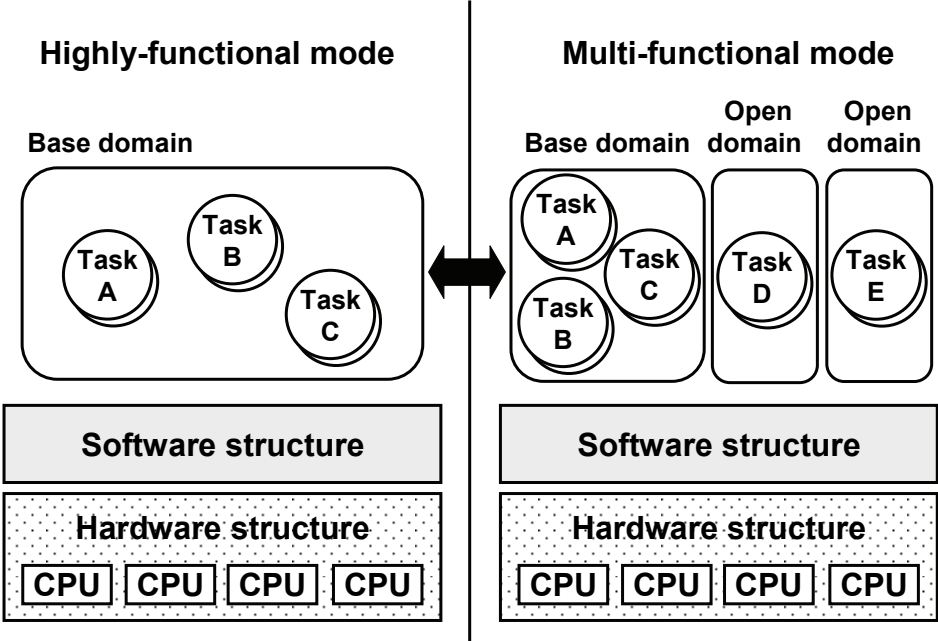 Highly-functional mode
Base domain
Task
A
Task
B
Task
C
Software structure
Hardware structure
CPU CPU CPU CPU
Multi-functional mode
Base domain
Open
domain
Open
domain
Task
A
Task
B
Task
C
Task
D
Task
E
Software structure
Hardware structure
CPU CPU CPU CPU